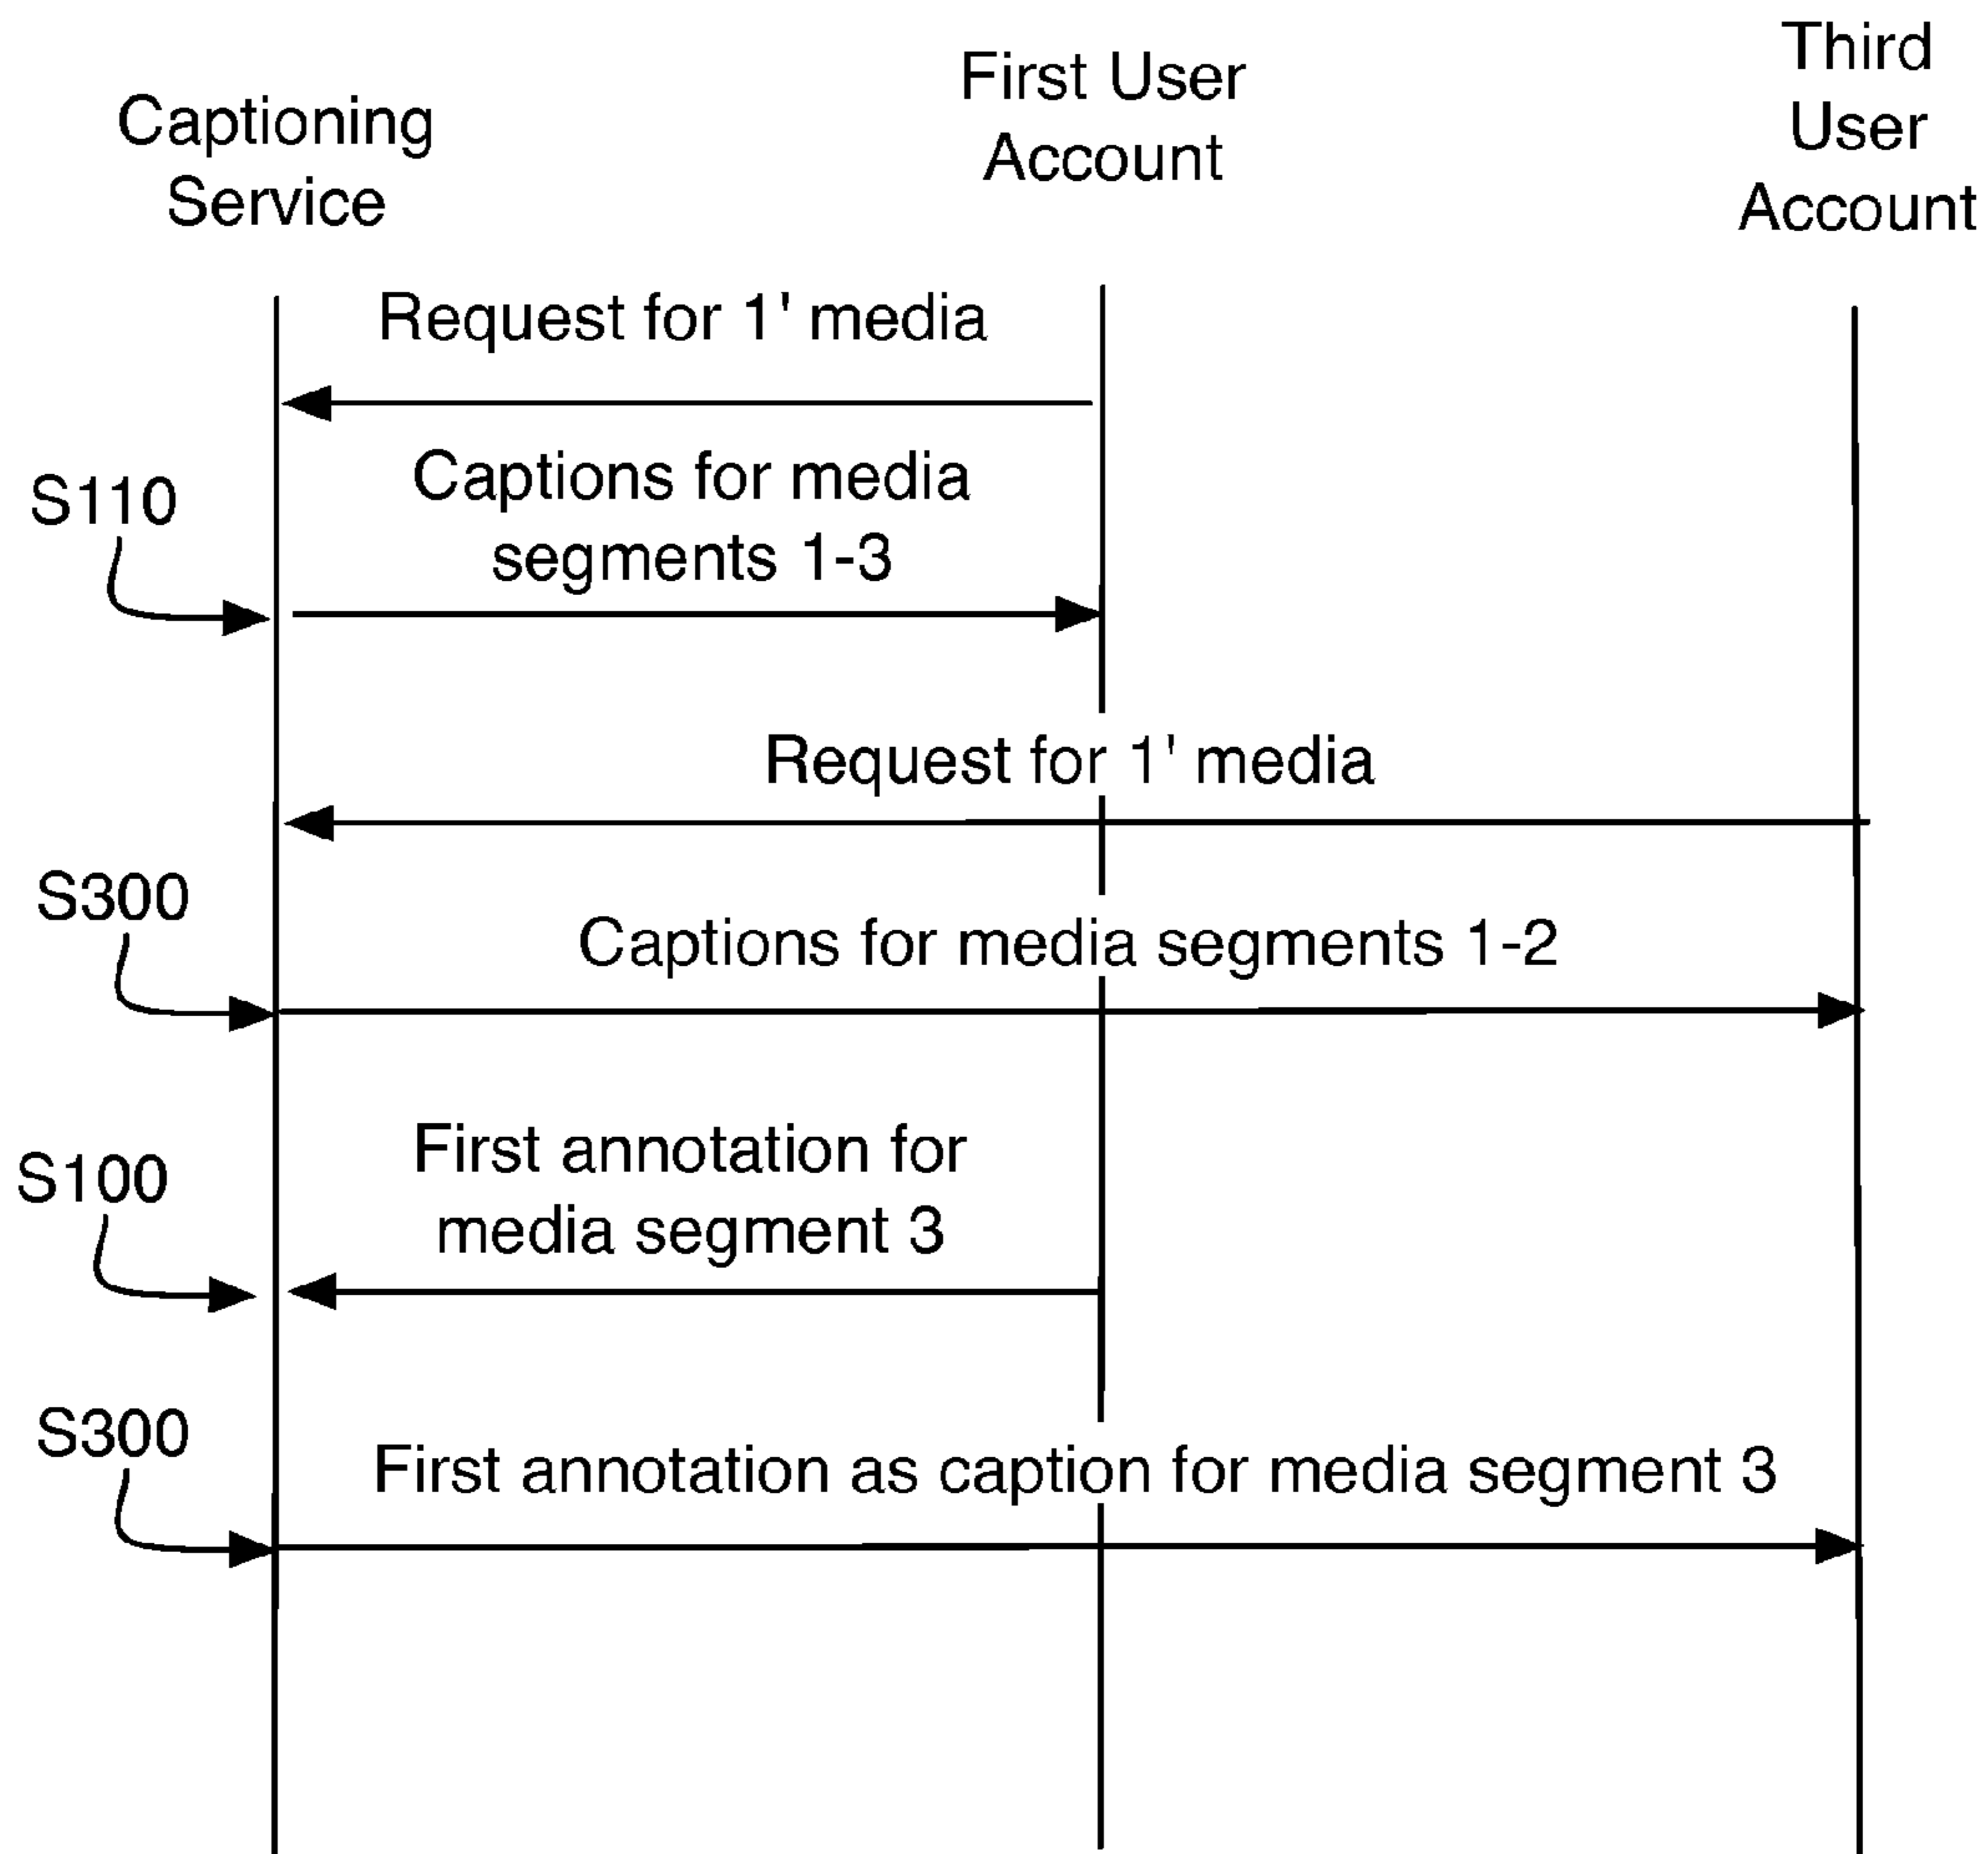 Captioning
Service
First User
Account
Third
User
Account
Request for 1' media
S110
Captions for media
segments 1-3
Request for 1' media
S300
Captions for media segments 1-2
S100
First annotation for
media segment 3
S300
First annotation as caption for media segment 3